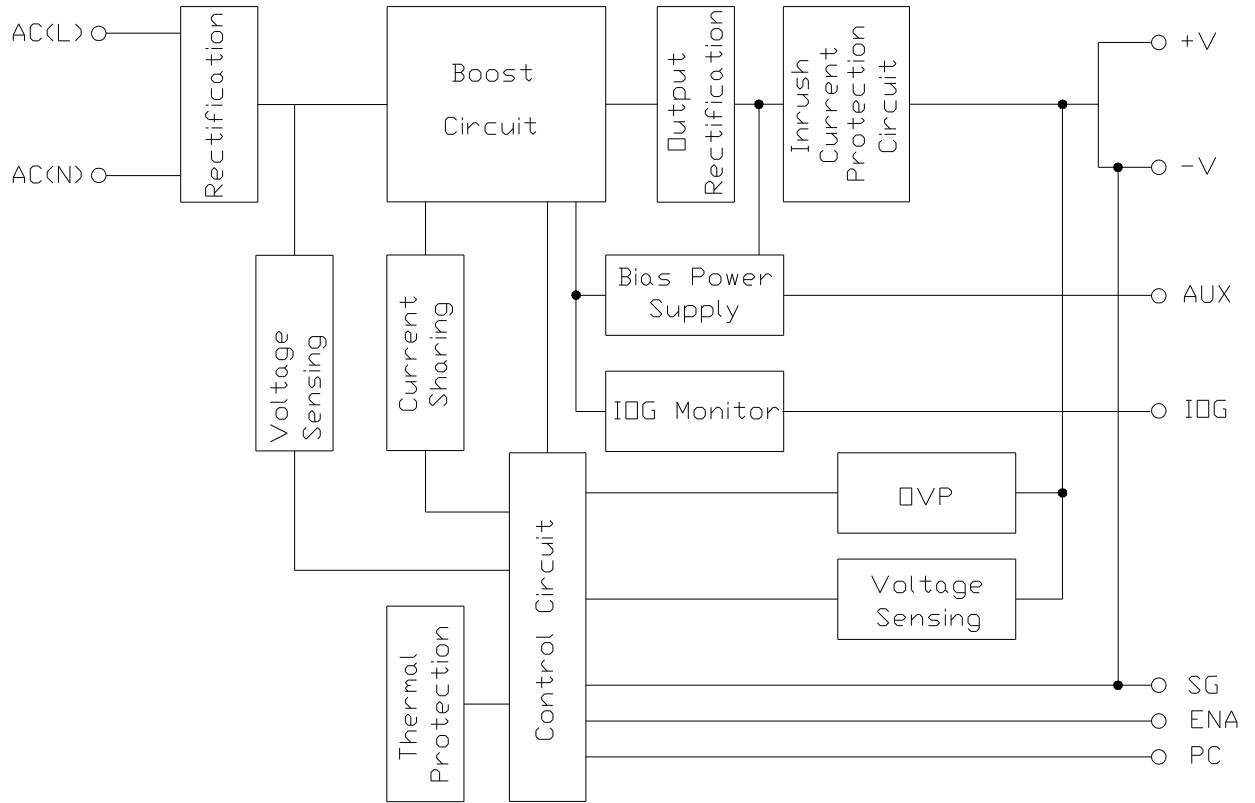 AC(L)
AC(N)
Rectification
Boost
Circuit
Output
Rectification
Inrush
Current
Protection
Circuit
+V
-V
Voltage
Sensing
Current
Sharing
Bias Power
Supply
AUX
IOG Monitor
IOG
Control Circuit
OVP
Voltage
Sensing
Thermal
Protection
SG
ENA
PC